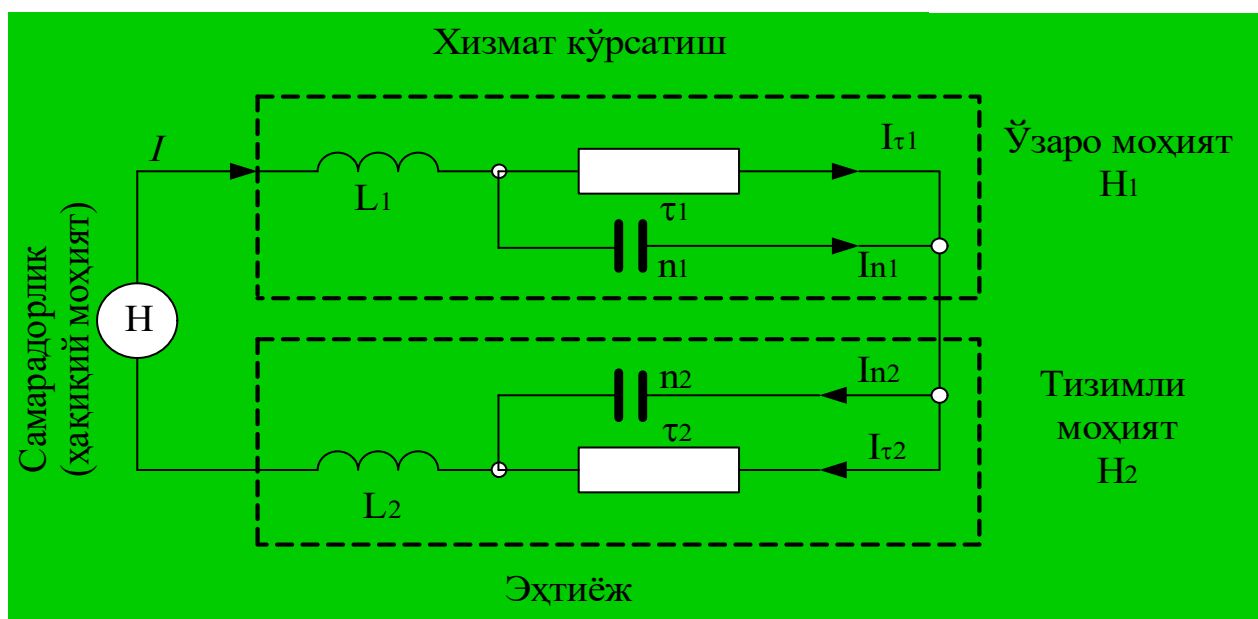 Хизмат кўрсатиш
I
L1
τ1
Iτ1
n1
In1
Ўзаро моҳият
H1
Самарадорлик
(ҳақиқий моҳият)
H
n2
In2
τ2
Iτ2
L2
Тизимли
моҳият
H2
Эҳтиёж